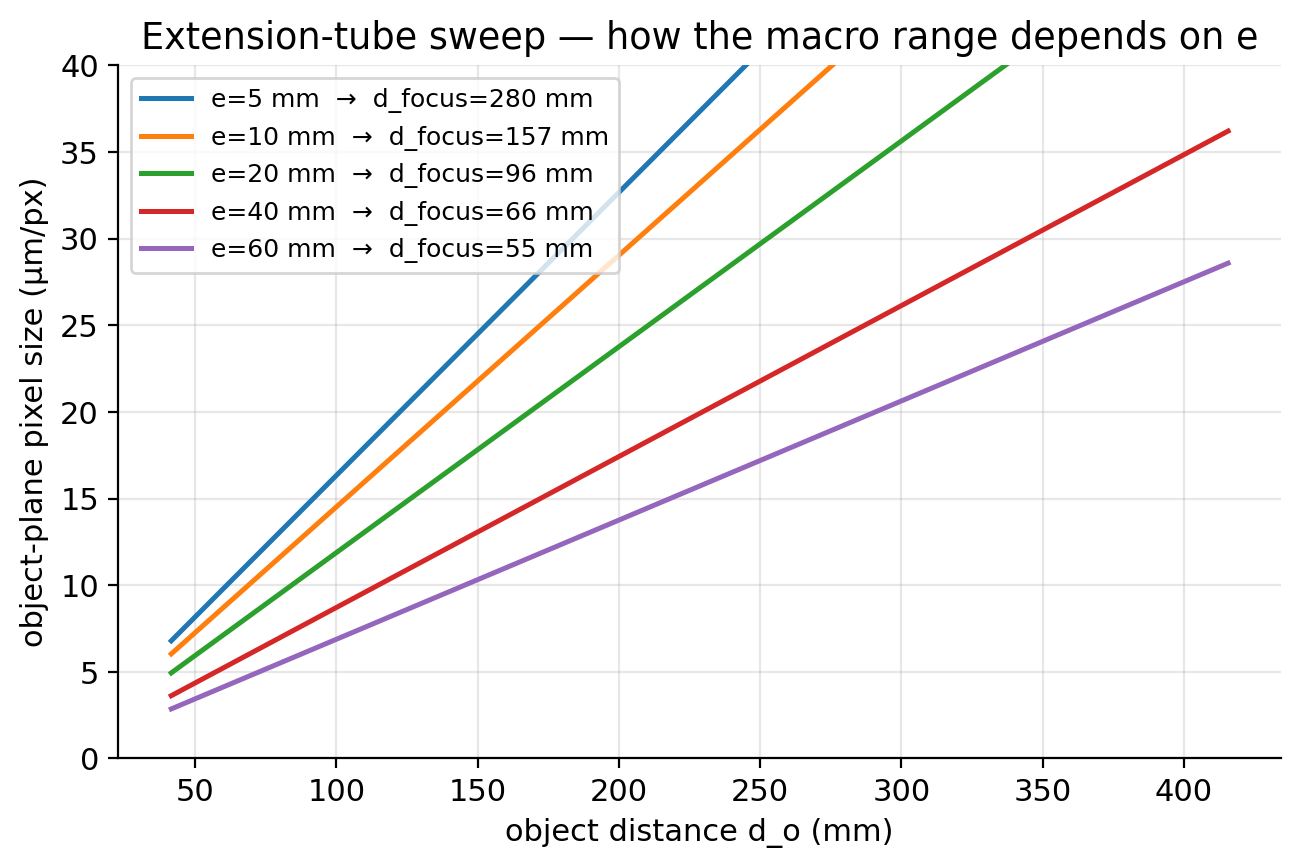 Extension-tube sweep — how the macro range depends on e
e=5 mm → d_focus=280 mm
e=10 mm → d_focus=157 mm
e=20 mm → d_focus=96 mm
e=40 mm → d_focus=66 mm
e=60 mm → d_focus=55 mm
object-plane pixel size (μm/px)
40
35
30
25
20
15
10
5
0
50 100 150 200 250 300 350 400
object distance d_o (mm)